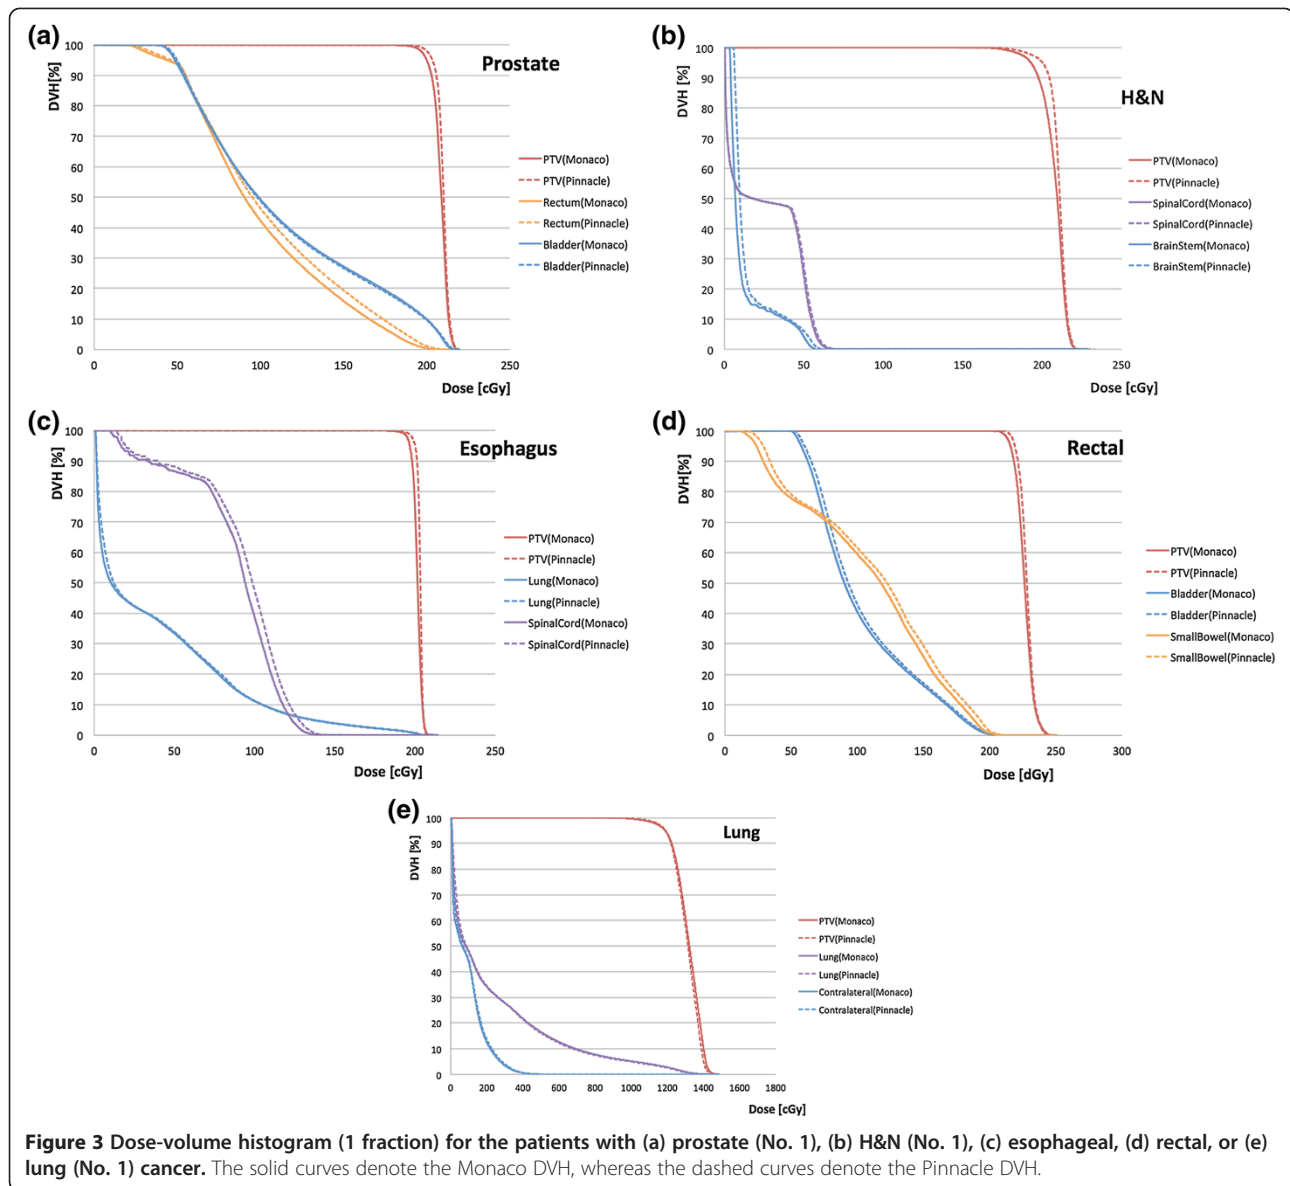 (a)
Prostate
DVH[%]
100
90
80
70
60
50
40
30
20
10
0
0 50 100 150 200 250
Dose [cGy]
PTV(Monaco)
PTV(Pinnacle)
Rectum(Monaco)
Rectum(Pinnacle)
Bladder(Monaco)
Bladder(Pinnacle)
(b)
H&N
DVH [%]
100
90
80
70
60
50
40
30
20
10
0
0 50 100 150 200 250
Dose [cGy]
PTV(Monaco)
PTV(Pinnacle)
SpinalCord(Monaco)
SpinalCord(Pinnacle)
BrainStem(Monaco)
BrainStem(Pinnacle)
(c)
Esophagus
DVH [%]
100
90
80
70
60
50
40
30
20
10
0
0 50 100 150 200 250
Dose [cGy]
PTV(Monaco)
PTV(Pinnacle)
Lung(Monaco)
Lung(Pinnacle)
SpinalCord(Monaco)
SpinalCord(Pinnacle)
(d)
Rectal
DVH[%]
100
90
80
70
60
50
40
30
20
10
0
0 50 100 150 200 250 300
Dose [dGy]
PTV(Monaco)
PTV(Pinnacle)
Bladder(Monaco)
Bladder(Pinnacle)
SmallBowel(Monaco)
SmallBowel(Pinnacle)
(e)
Lung
DVH [%]
100
90
80
70
60
50
40
30
20
10
0
0 200 400 600 800 1000 1200 1400 1600 1800
Dose [cGy]
PTV(Monaco)
PTV(Pinnacle)
Lung(Monaco)
Lung(Pinnacle)
Contralateral(Monaco)
Contralateral(Pinnacle)
Figure 3 Dose-volume histogram (1 fraction) for the patients with (a) prostate (No. 1), (b) H&N (No. 1), (c) esophageal, (d) rectal, or (e)
lung (No. 1) cancer. The solid curves denote the Monaco DVH, whereas the dashed curves denote the Pinnacle DVH.